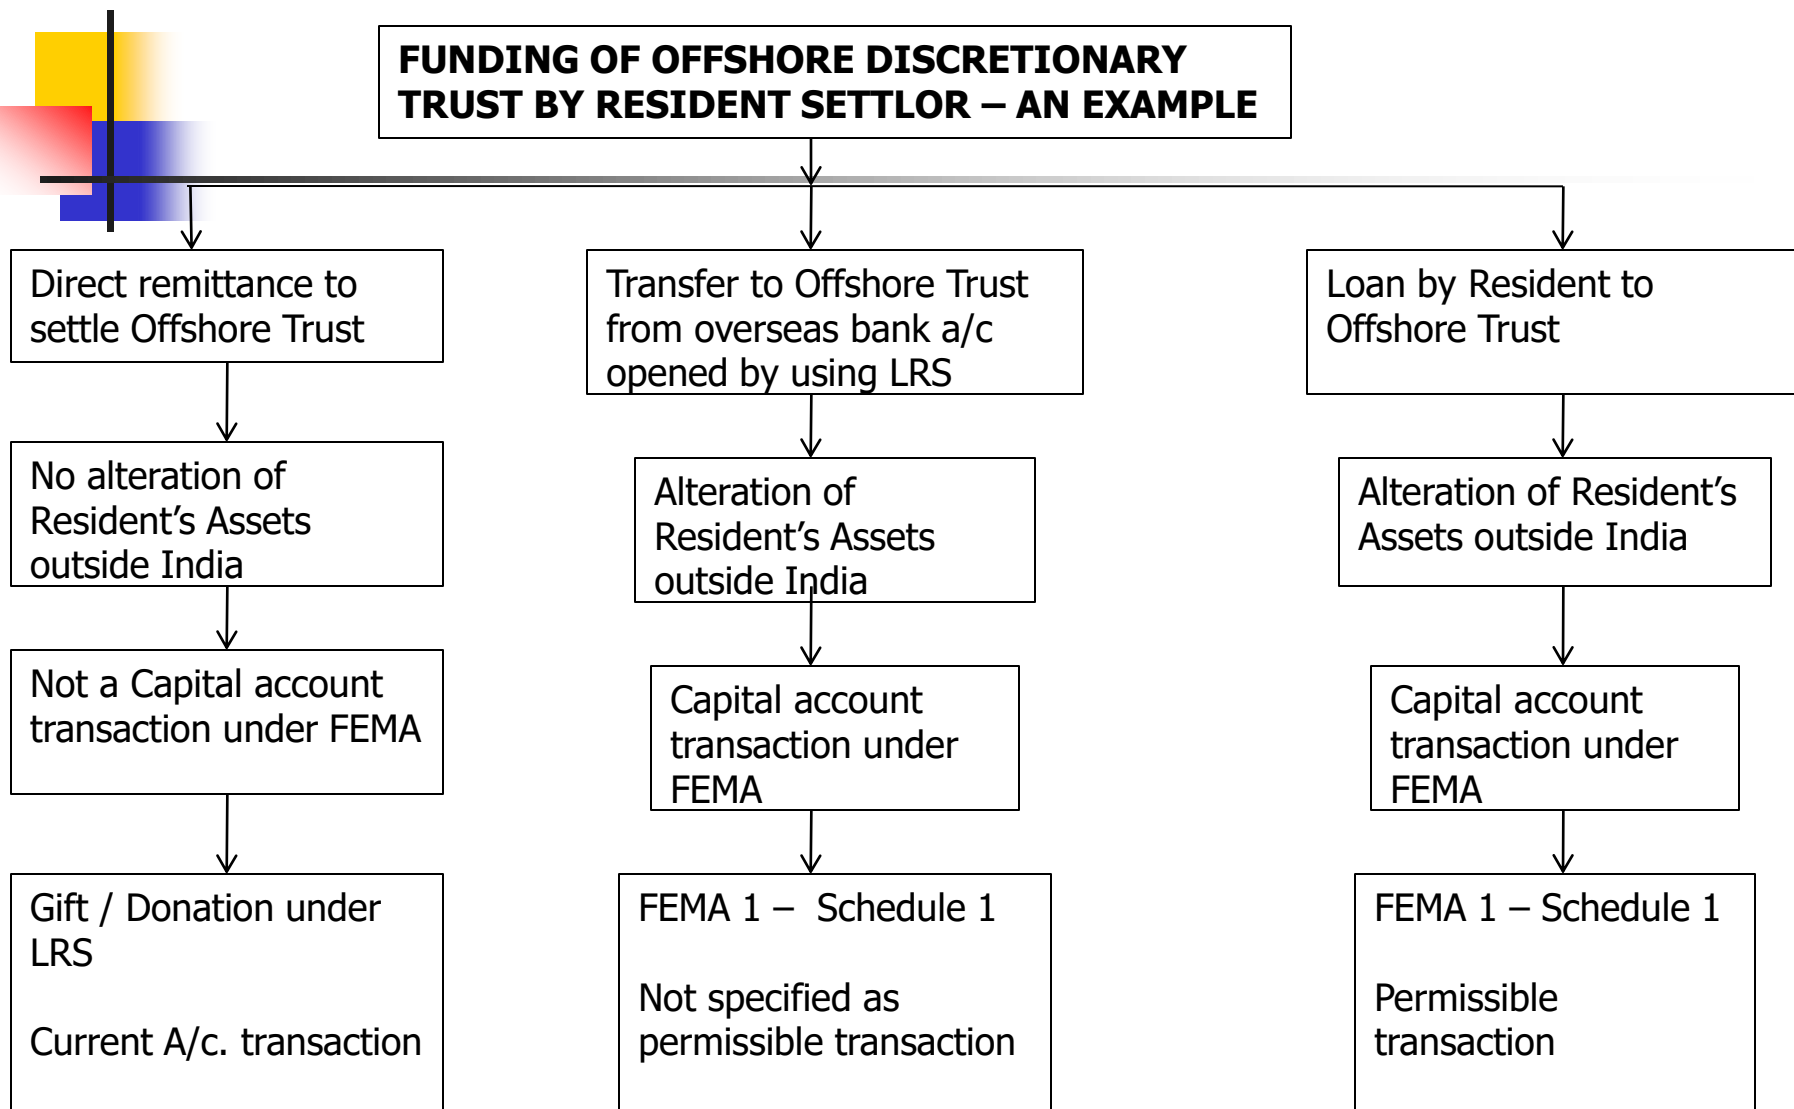 FUNDING OF OFFSHORE DISCRETIONARY
TRUST BY RESIDENT SETTLOR – AN EXAMPLE
Direct remittance to
settle Offshore Trust
No alteration of
Resident’s Assets
outside India
Not a Capital account
transaction under FEMA
Gift / Donation under
LRS
Current A/c. transaction
Transfer to Offshore Trust
from overseas bank a/c
opened by using LRS
Alteration of
Resident’s Assets
outside India
Capital account
transaction under
FEMA
FEMA 1 – Schedule 1
Not specified as
permissible transaction
Loan by Resident to
Offshore Trust
Alteration of Resident’s
Assets outside India
Capital account
transaction under
FEMA
FEMA 1 – Schedule 1
Permissible
transaction